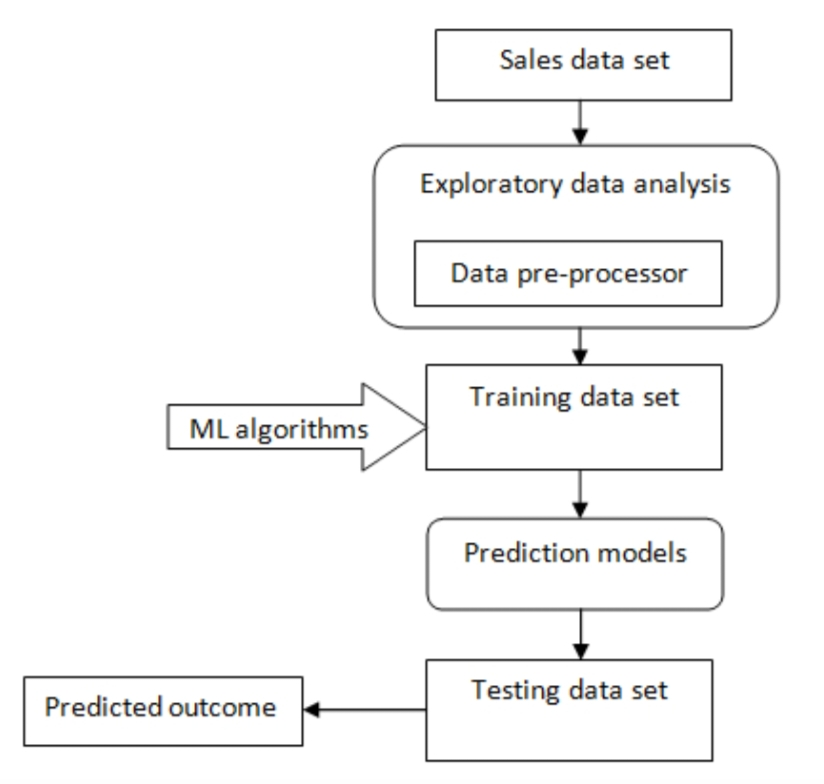 Sales data set
Exploratory data analysis
Data pre-processor
Training data set
ML algorithms
Prediction models
Testing data set
Predicted outcome